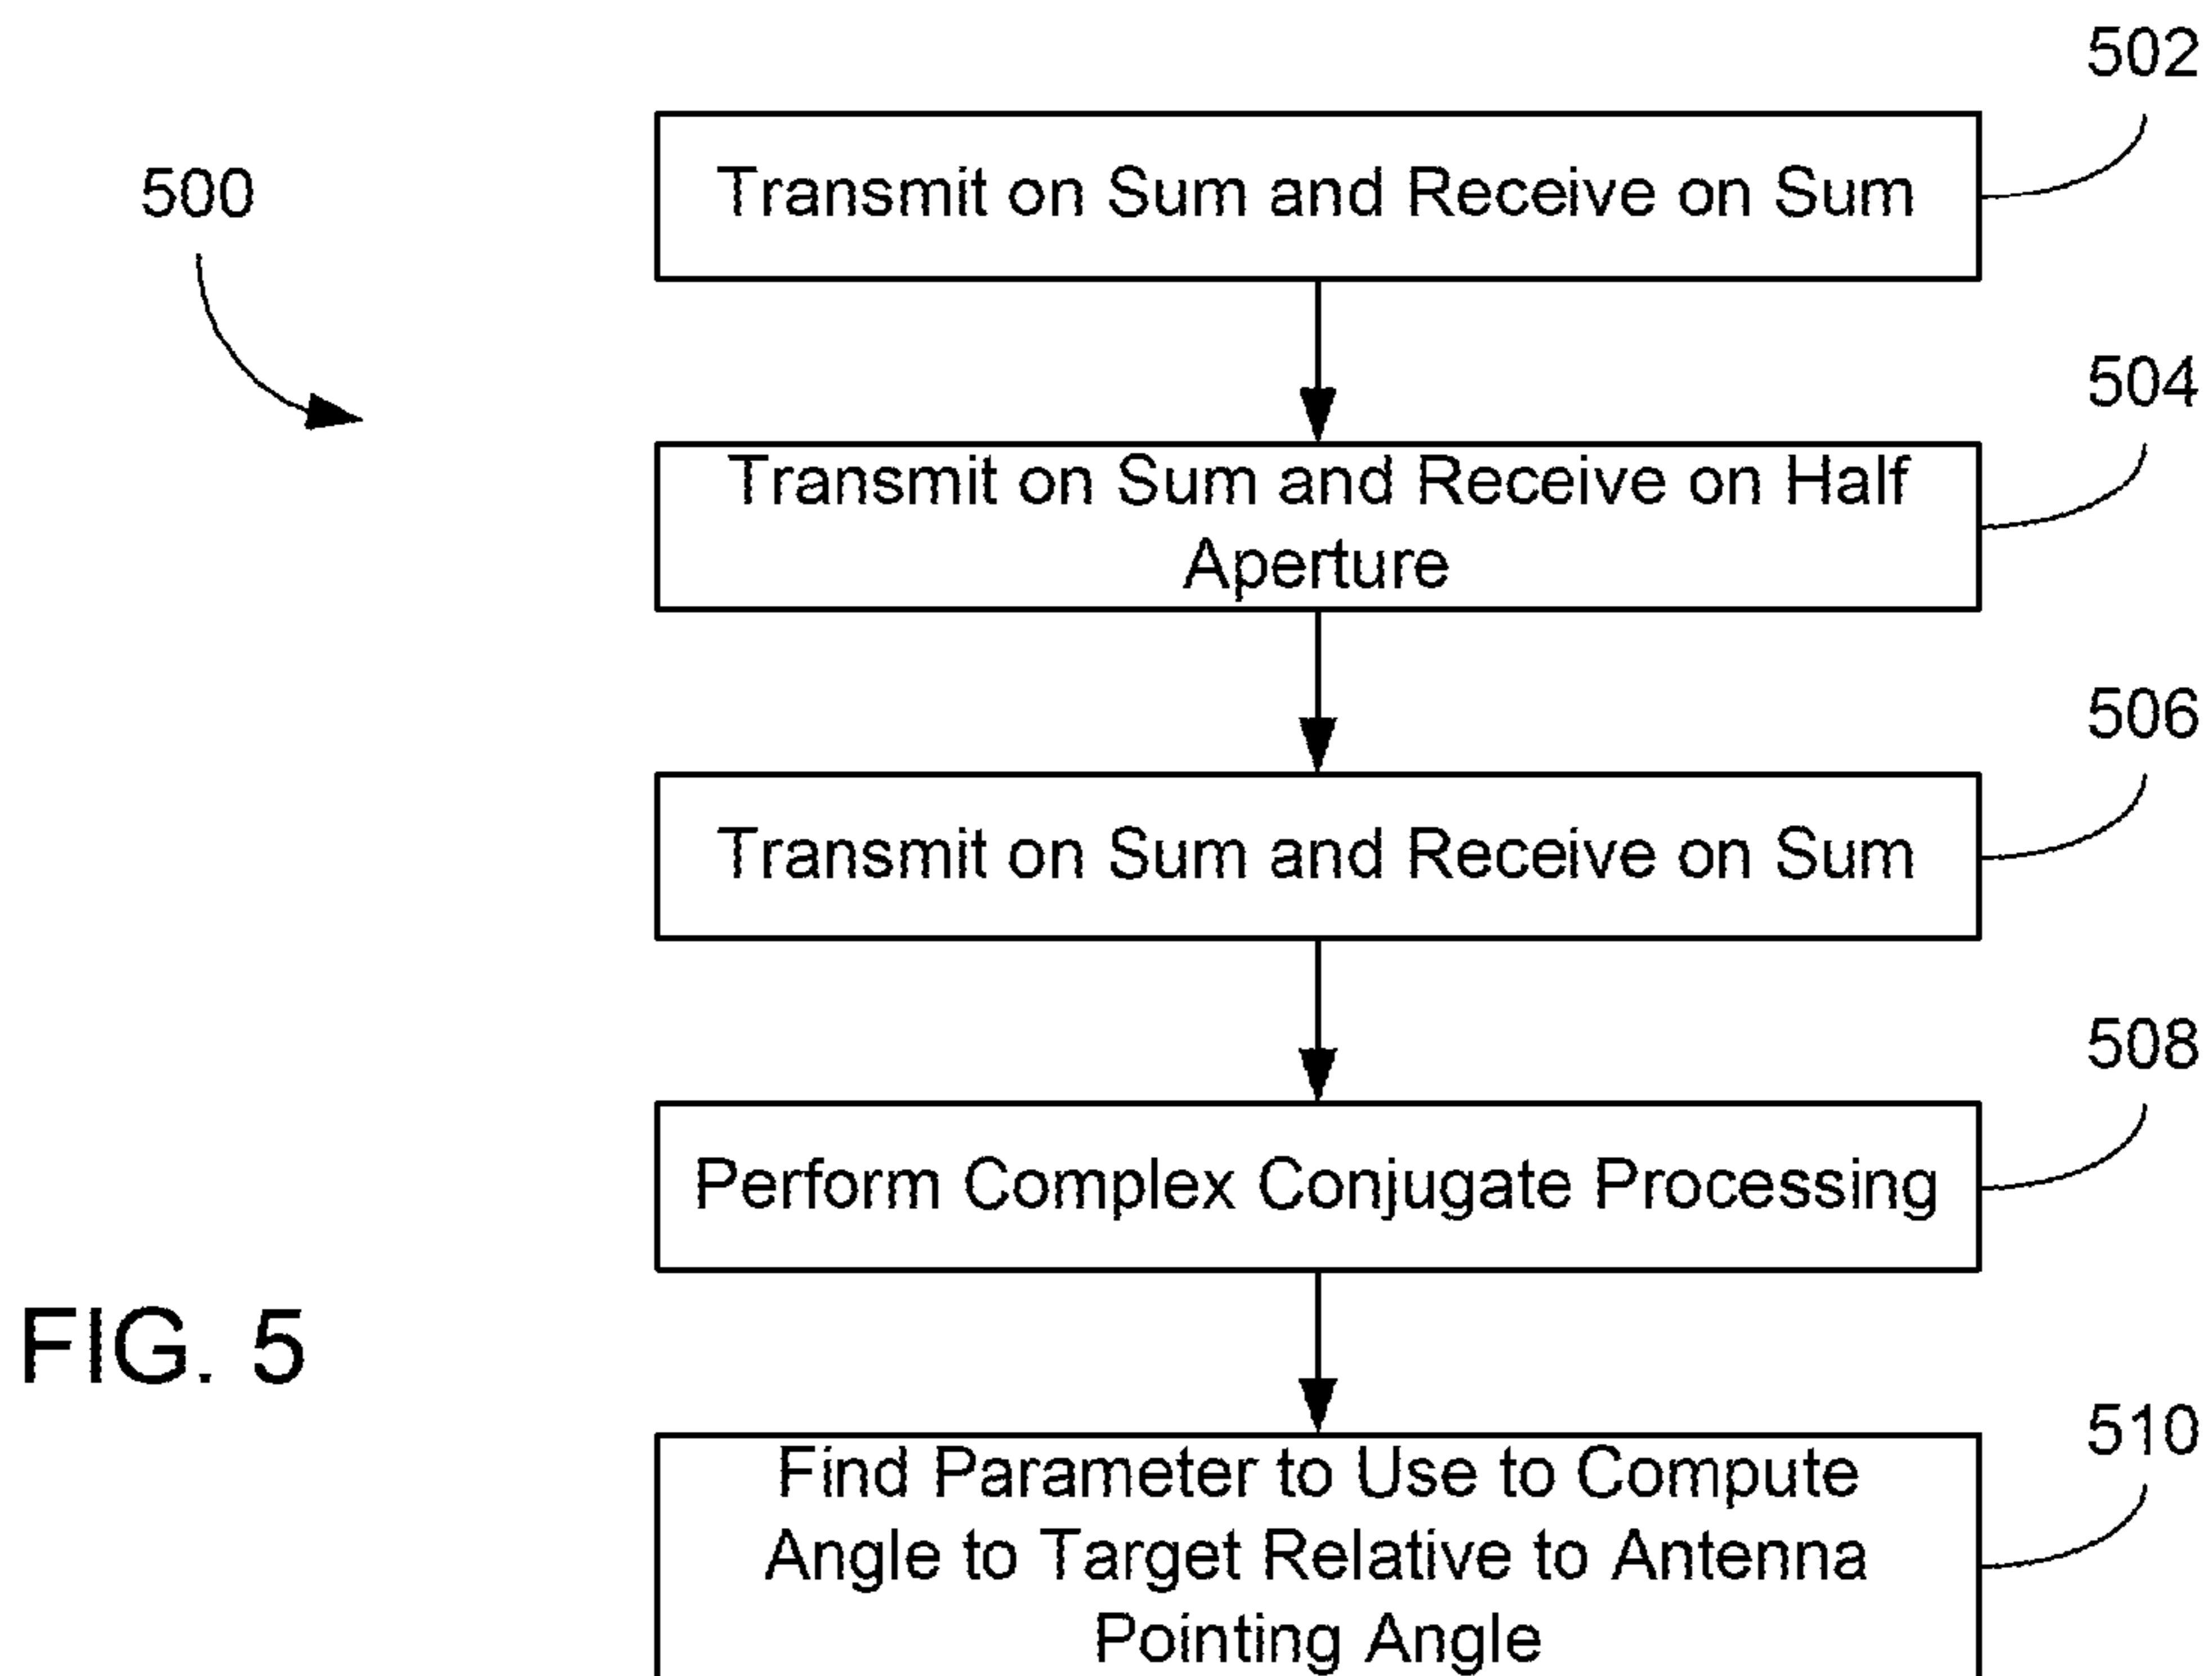 502
500
Transmit on Sum and Receive on Sum
504
Transmit on Sum and Receive on Half
Aperture
506
Transmit on Sum and Receive on Sum
508
Perform Complex Conjugate Processing
FIG. 5
510
Find Parameter to Use to Compute
Angle to Target Relative to Antenna
Pointing Angle